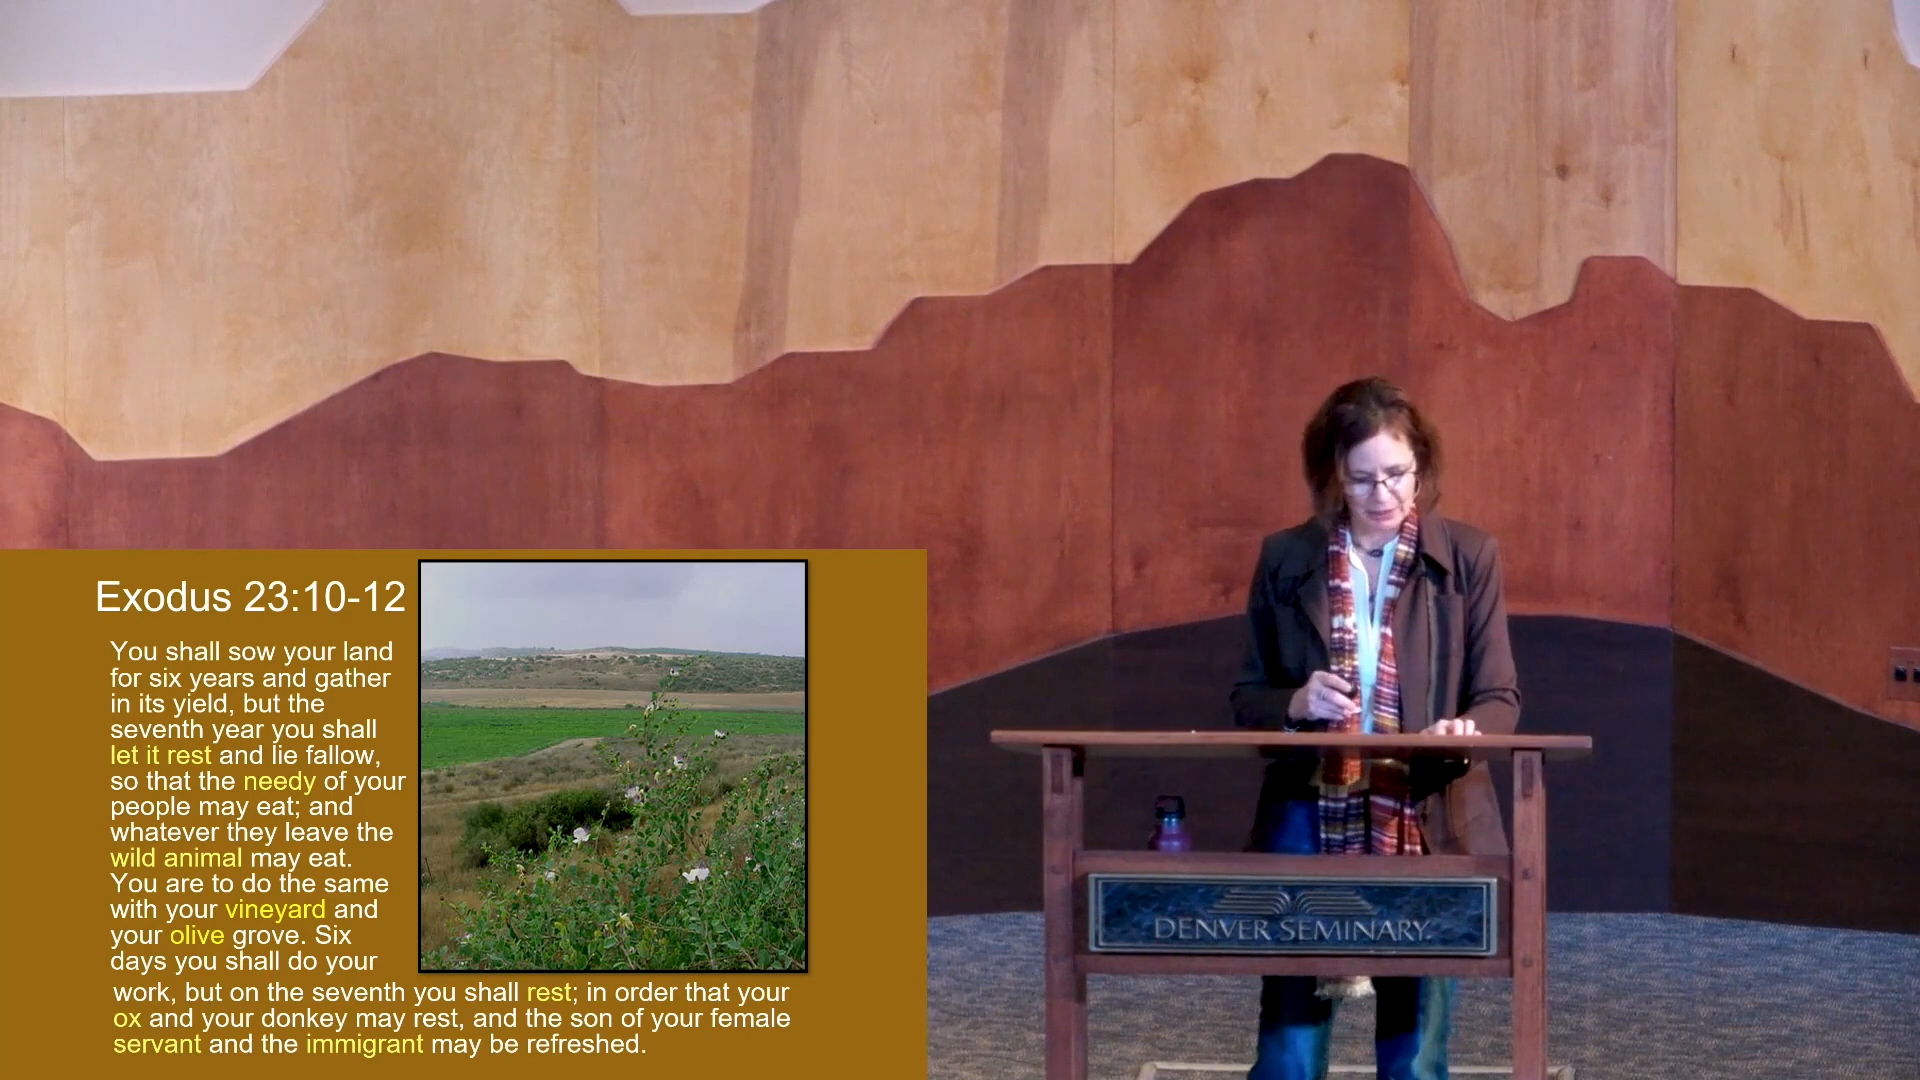 Exodus 23:10-12
You shall sow your land
for six years and gather
in its yield, but the
seventh year you shall
let it rest and lie fallow,
so that the needy of your
people may eat; and
whatever they leave the
wild animal may eat.
You are to do the same
with your vineyard and
your olive grove. Six
days you shall do your
work, but on the seventh you shall rest; in order that your
ox and your donkey may rest, and the son of your female
servant and the immigrant may be refreshed.
DENVER SEMINARY